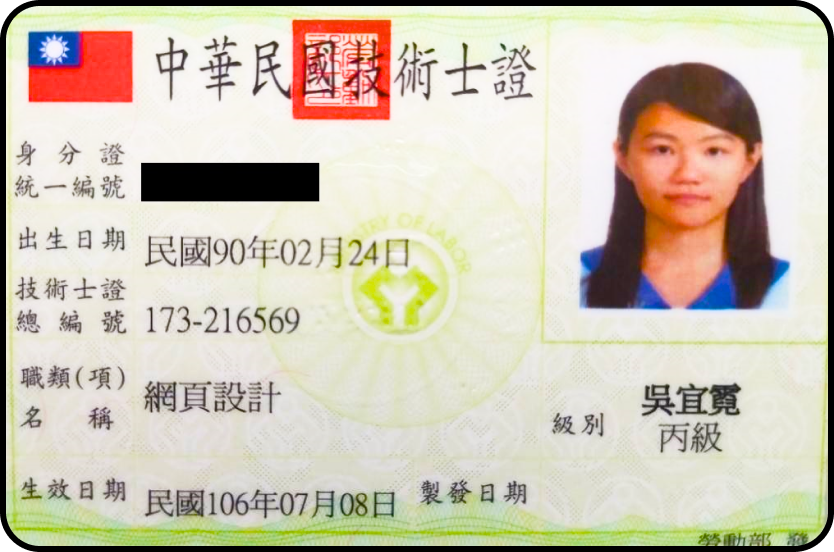 中華民國技術士證
身分證
統一編號
出生日期 民國90年02月24日
MINISTRY OF LABOR
技術士證
總編號 173-216569
職類(項)
名稱 網頁設計
吳宜霓
級別 丙級
生效日期 民國106年07月08日 製發日期
勞動部 發